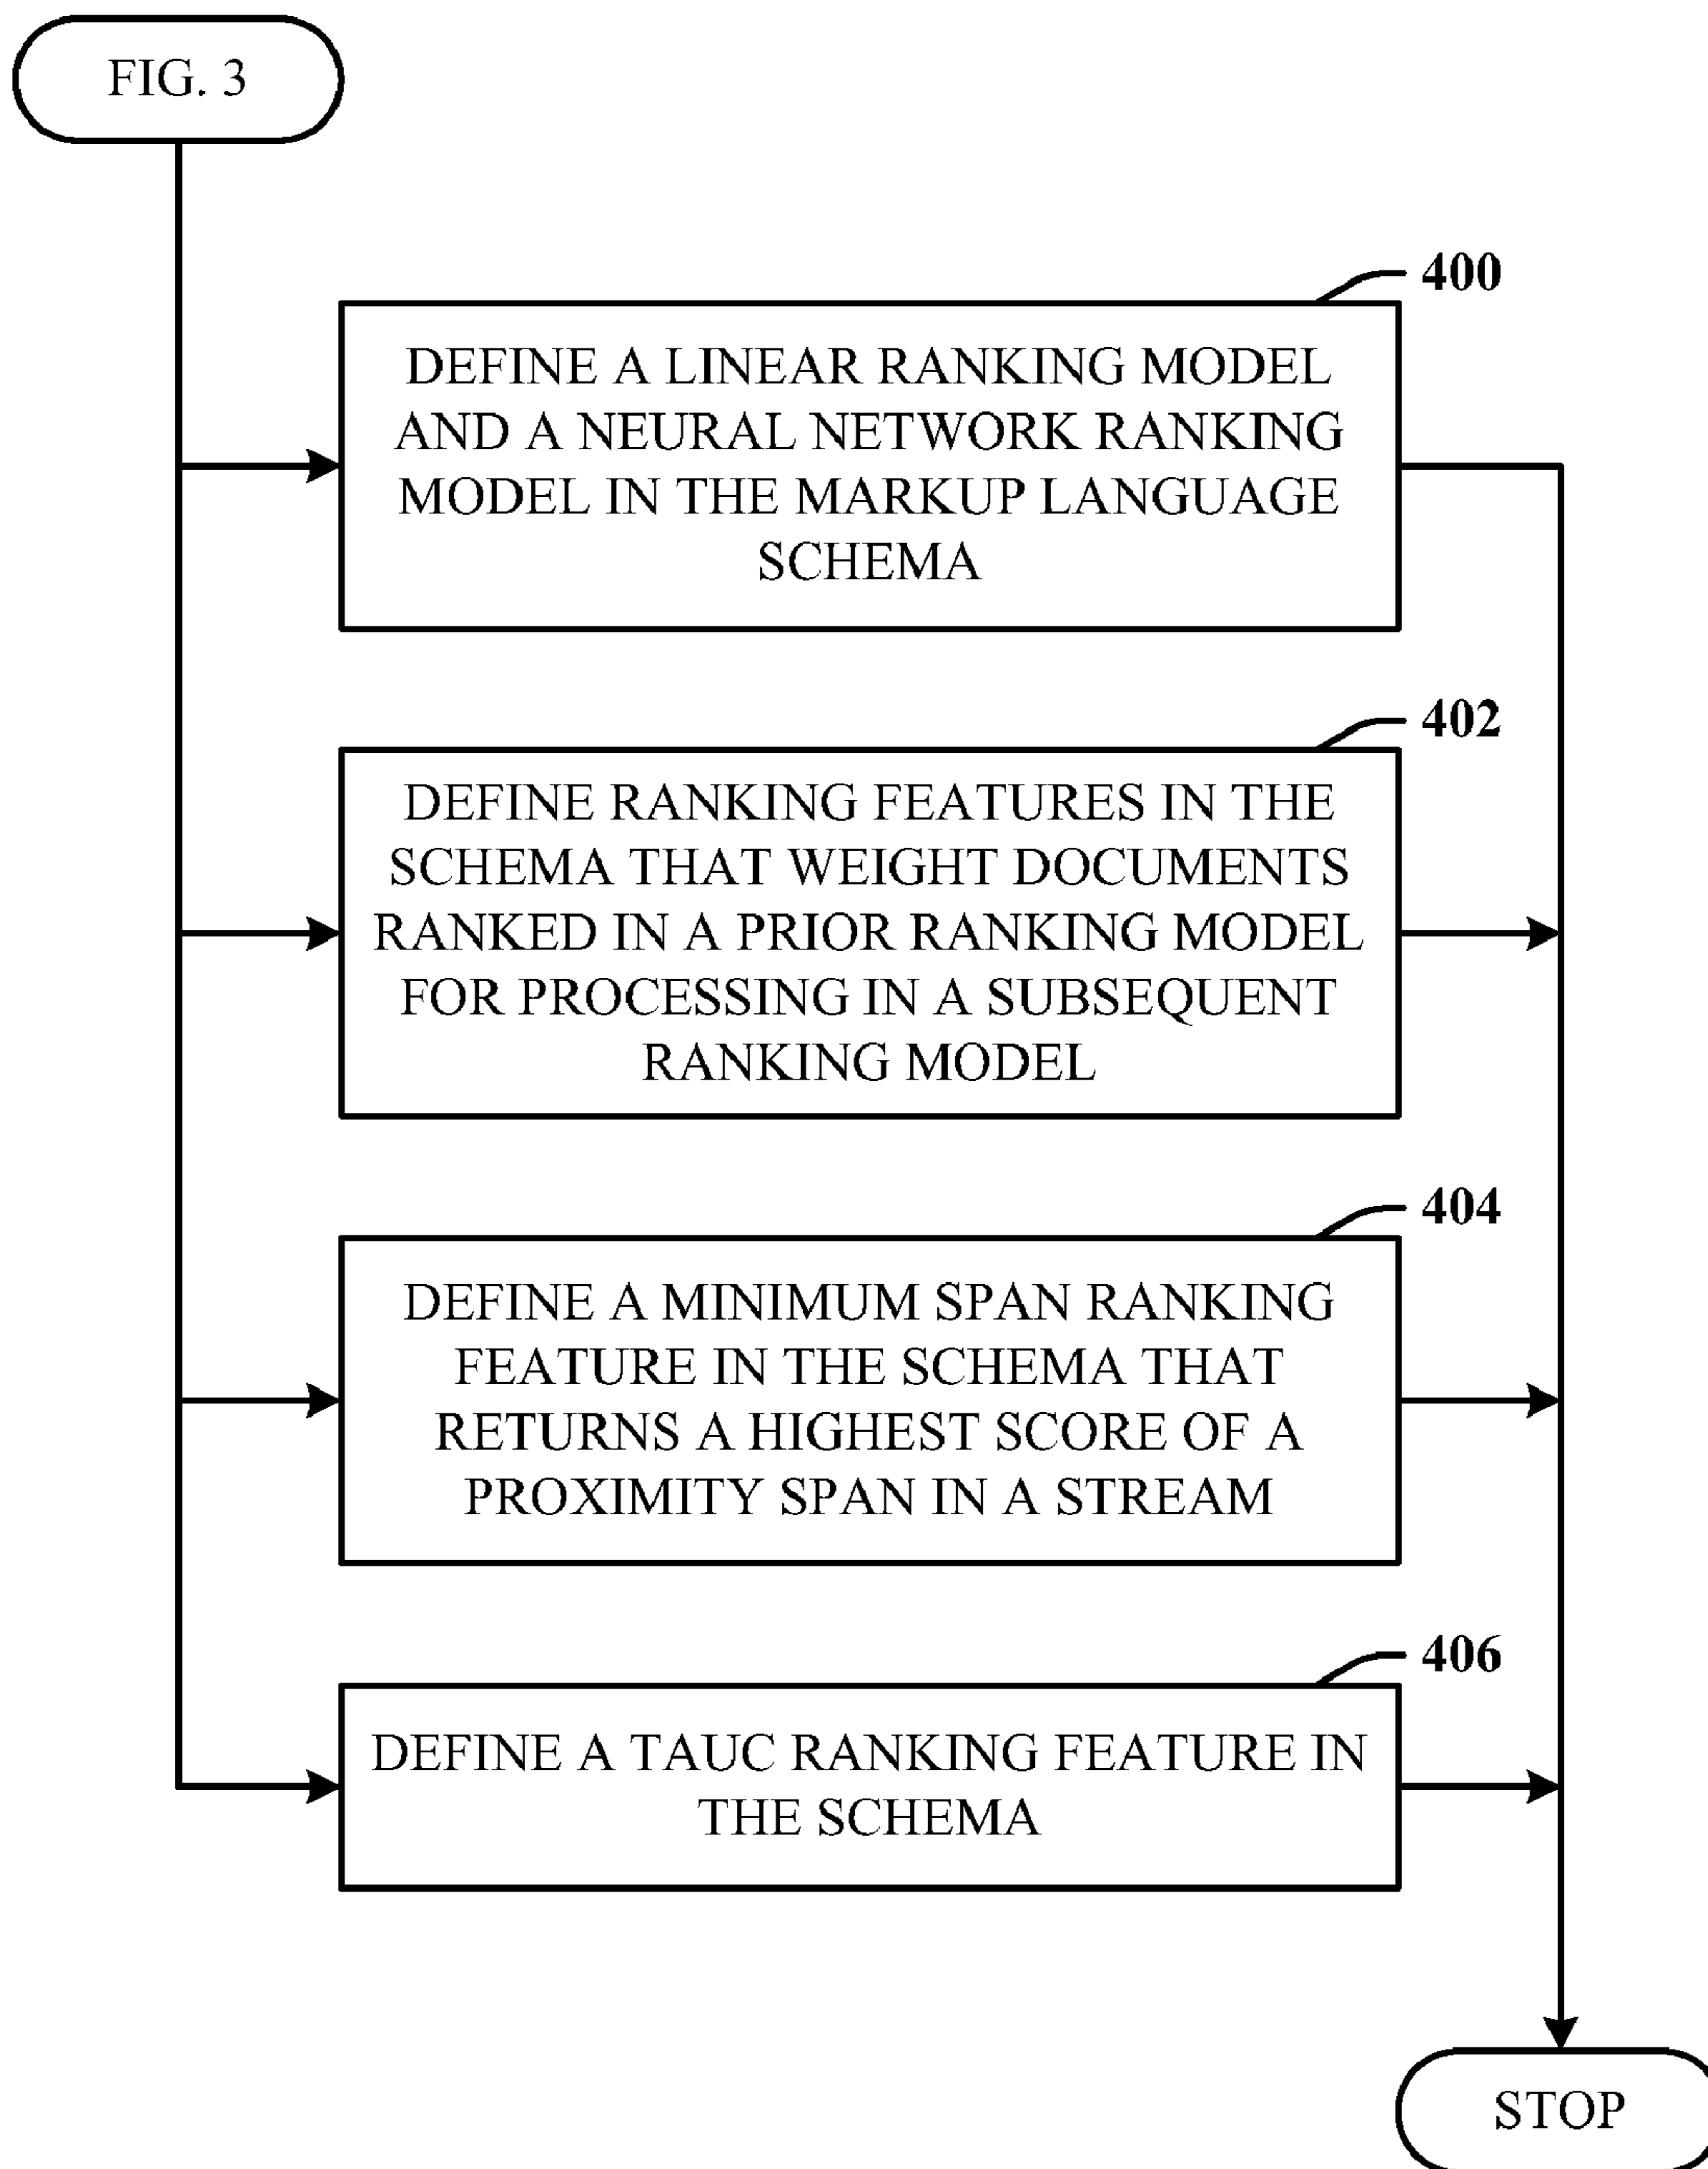 FIG. 3
400
DEFINE A LINEAR RANKING MODEL
AND A NEURAL NETWORK RANKING
MODEL IN THE MARKUP LANGUAGE
SCHEMA
402
DEFINE RANKING FEATURES IN THE
SCHEMA THAT WEIGHT DOCUMENTS
RANKED IN A PRIOR RANKING MODEL
FOR PROCESSING IN A SUBSEQUENT
RANKING MODEL
404
DEFINE A MINIMUM SPAN RANKING
FEATURE IN THE SCHEMA THAT
RETURNS A HIGHEST SCORE OF A
PROXIMITY SPAN IN A STREAM
406
DEFINE A TAUC RANKING FEATURE IN
THE SCHEMA
STOP